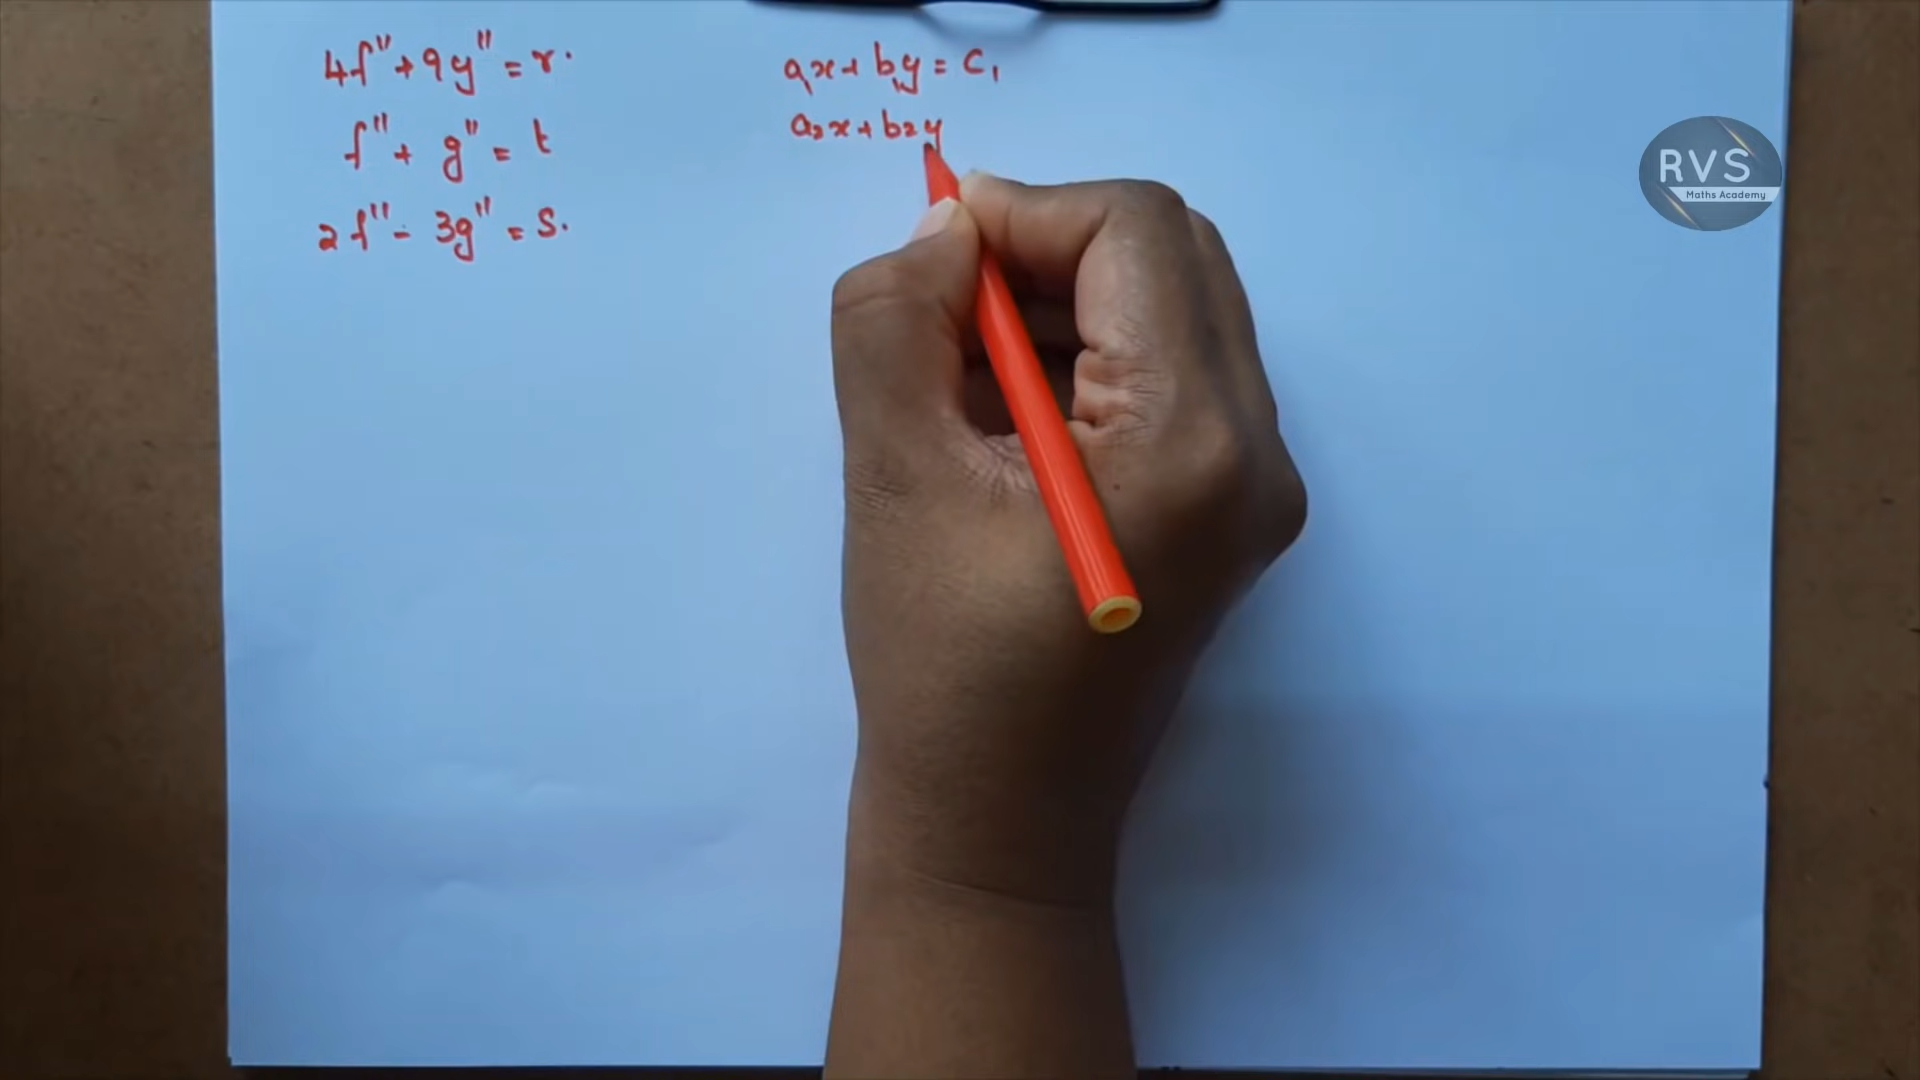 4f" + 9y" = r.
f" + g" = t
2f" - 3g" = s.
a₁x + b₁y = c₁
a₂x + b₂y
RVS
Maths Academy